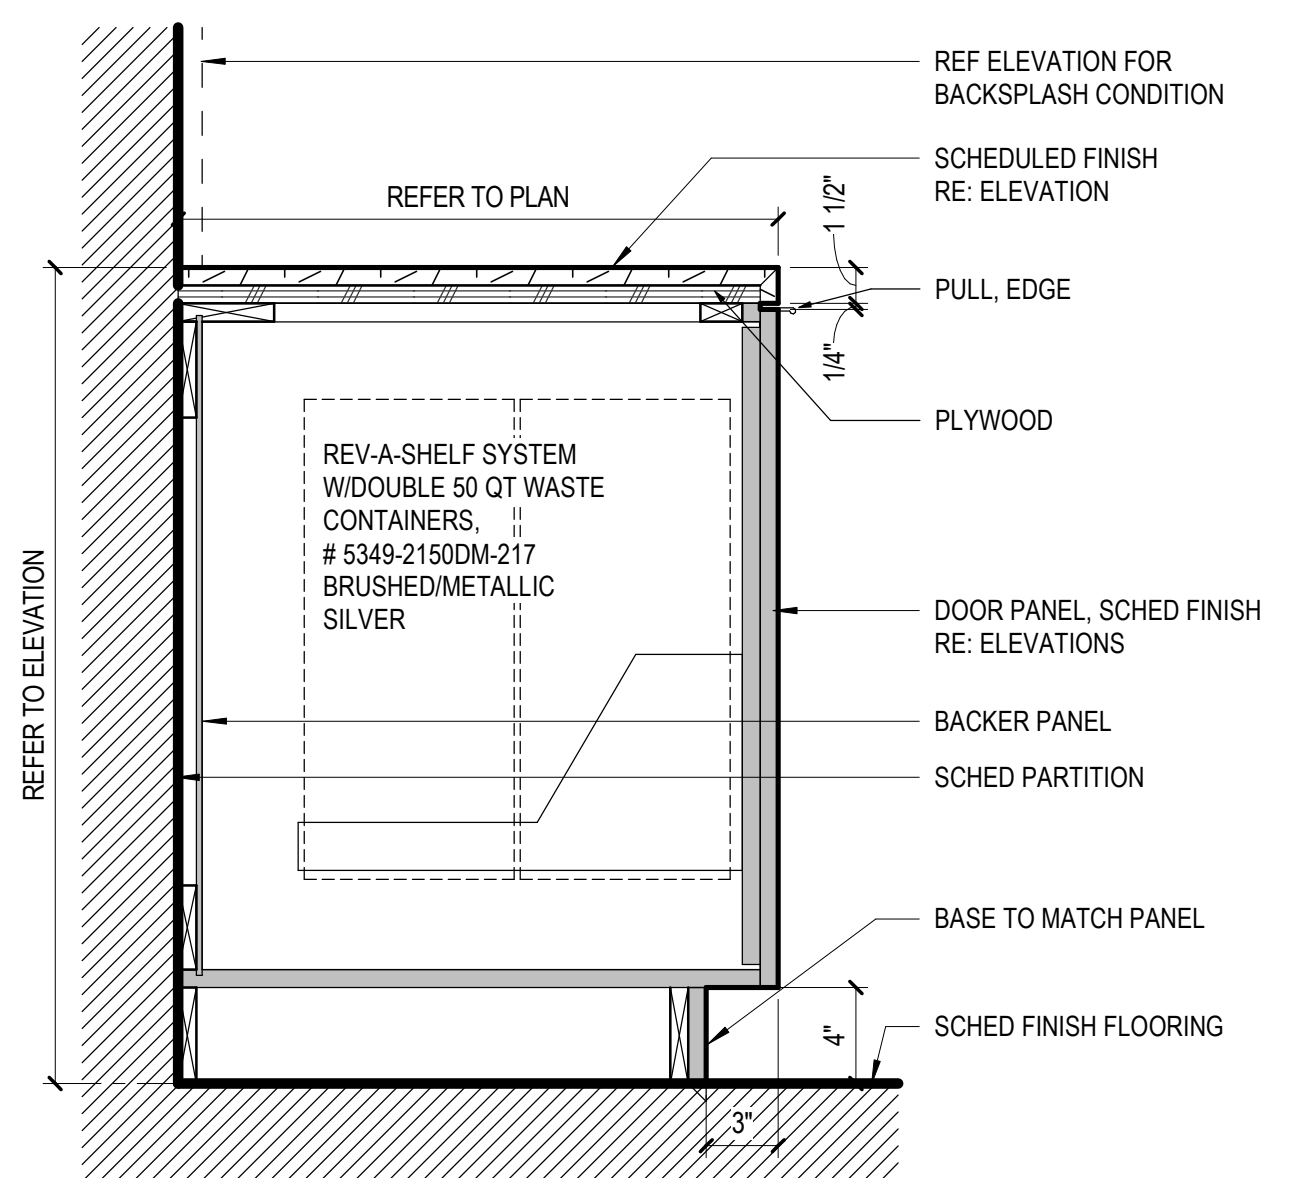 REF ELEVATION FOR
BACKSPLASH CONDITION
SCHEDULED FINISH
RE: ELEVATION
REFER TO PLAN
1 1/2"
PULL, EDGE
1/4"
PLYWOOD
REV-A-SHELF SYSTEM
W/DOUBLE 50 QT WASTE
CONTAINERS,
# 5349-2150DM-217
BRUSHED/METALLIC
SILVER
REFER TO ELEVATION
DOOR PANEL, SCHED FINISH
RE: ELEVATIONS
BACKER PANEL
SCHED PARTITION
BASE TO MATCH PANEL
4"
SCHED FINISH FLOORING
3"